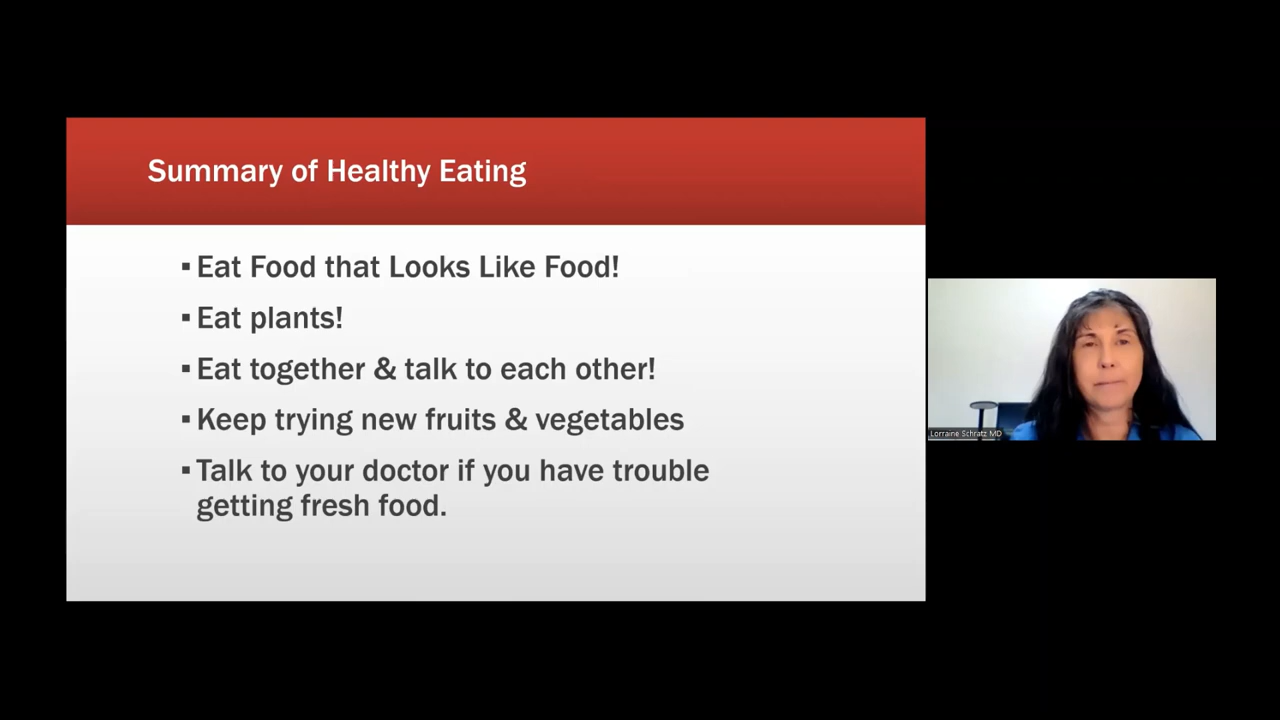 Summary of Healthy Eating
▪ Eat Food that Looks Like Food!
▪ Eat plants!
▪ Eat together & talk to each other!
▪ Keep trying new fruits & vegetables
▪ Talk to your doctor if you have trouble
getting fresh food.
Lorraine Schratz MD